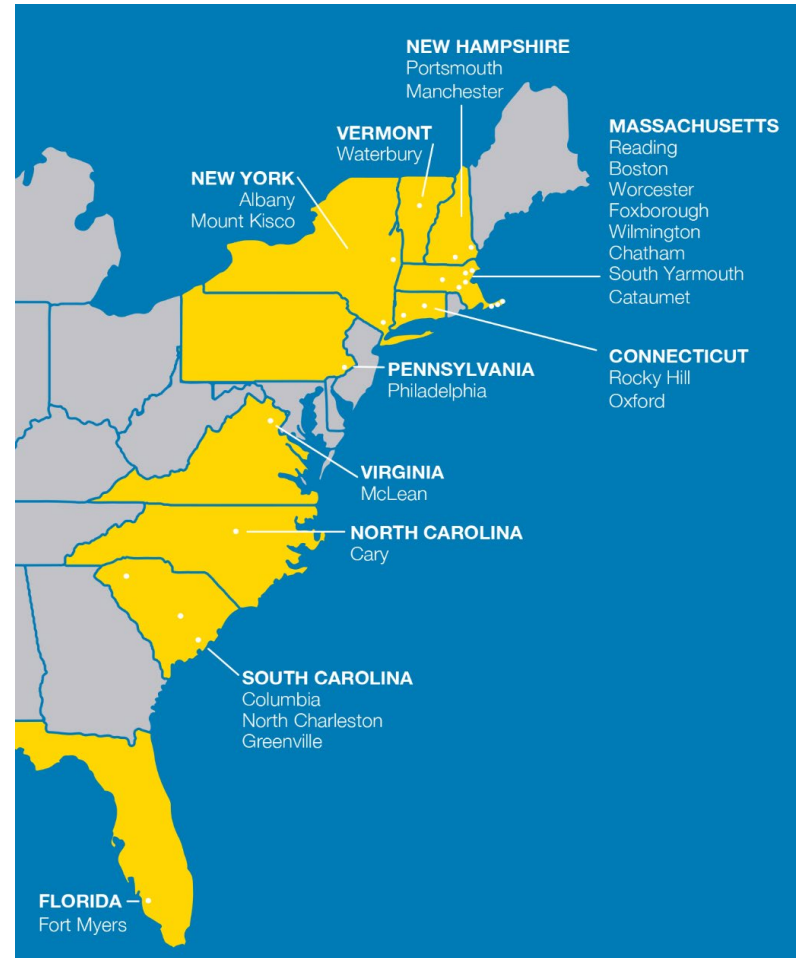 NEW HAMPSHIRE
Portsmouth
Manchester
VERMONT
Waterbury
NEW YORK
Albany
Mount Kisco
MASSACHUSETTS
Reading
Boston
Worcester
Foxborough
Wilmington
Chatham
South Yarmouth
Cataumet
CONNECTICUT
Rocky Hill
Oxford
PENNSYLVANIA
Philadelphia
VIRGINIA
McLean
NORTH CAROLINA
Cary
SOUTH CAROLINA
Columbia
North Charleston
Greenville
FLORIDA
Fort Myers